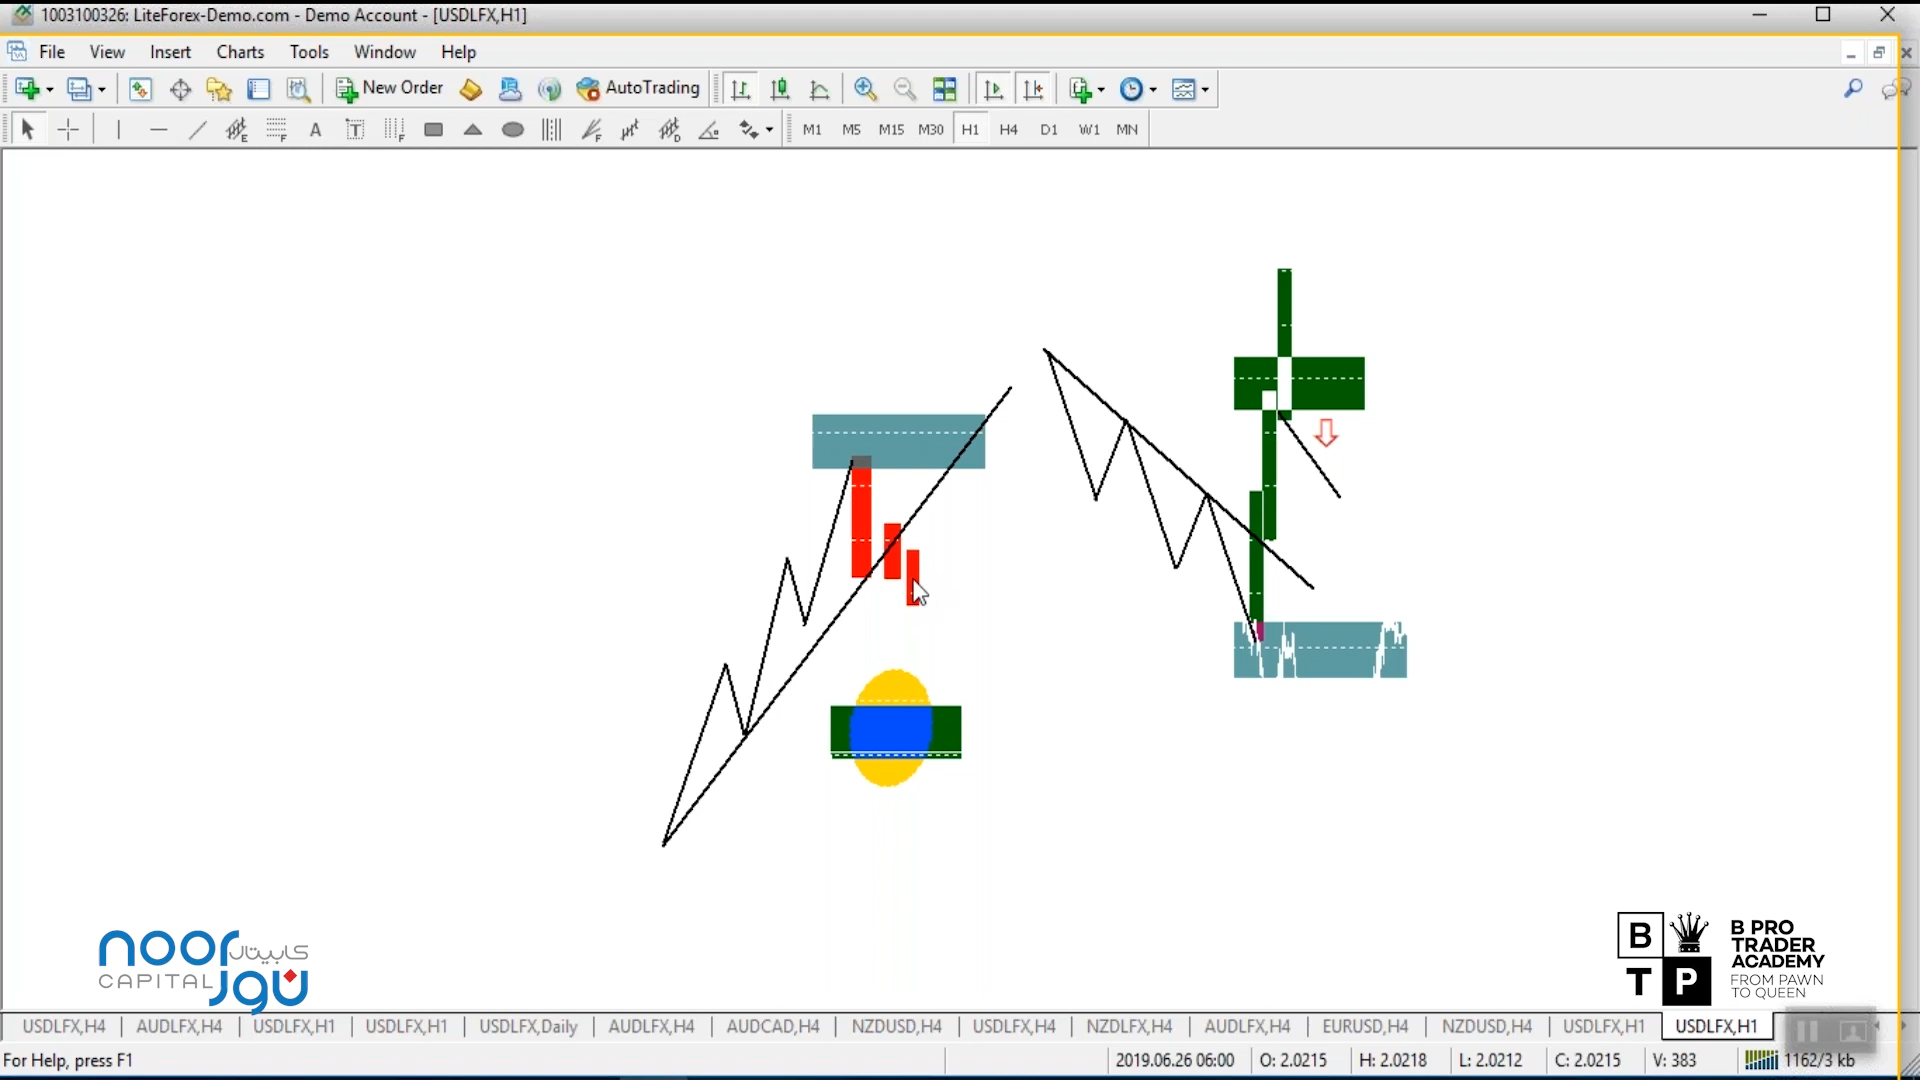 1003100326: LiteForex-Demo.com - Demo Account - [USDLFX,H1]
File View Insert Charts Tools Window Help
New Order AutoTrading
A T E F F D M1 M5 M15 M30 H1 H4 D1 W1 MN
noor كابيتال
CAPITAL نور
B
T P
B PRO
TRADER
ACADEMY
FROM PAWN
TO QUEEN
USDLFX,H4 AUDLFX,H4 USDLFX,H1 USDLFX,H1 USDLFX,Daily AUDLFX,H4 AUDCAD,H4 NZDUSD,H4 USDLFX,H4 NZDLFX,H4 AUDLFX,H4 EURUSD,H4 NZDUSD,H4 USDLFX,H1 USDLFX,H1
For Help, press F1 2019.06.26 06:00 O: 2.0215 H: 2.0218 L: 2.0212 C: 2.0215 V: 383 1162/3 kb